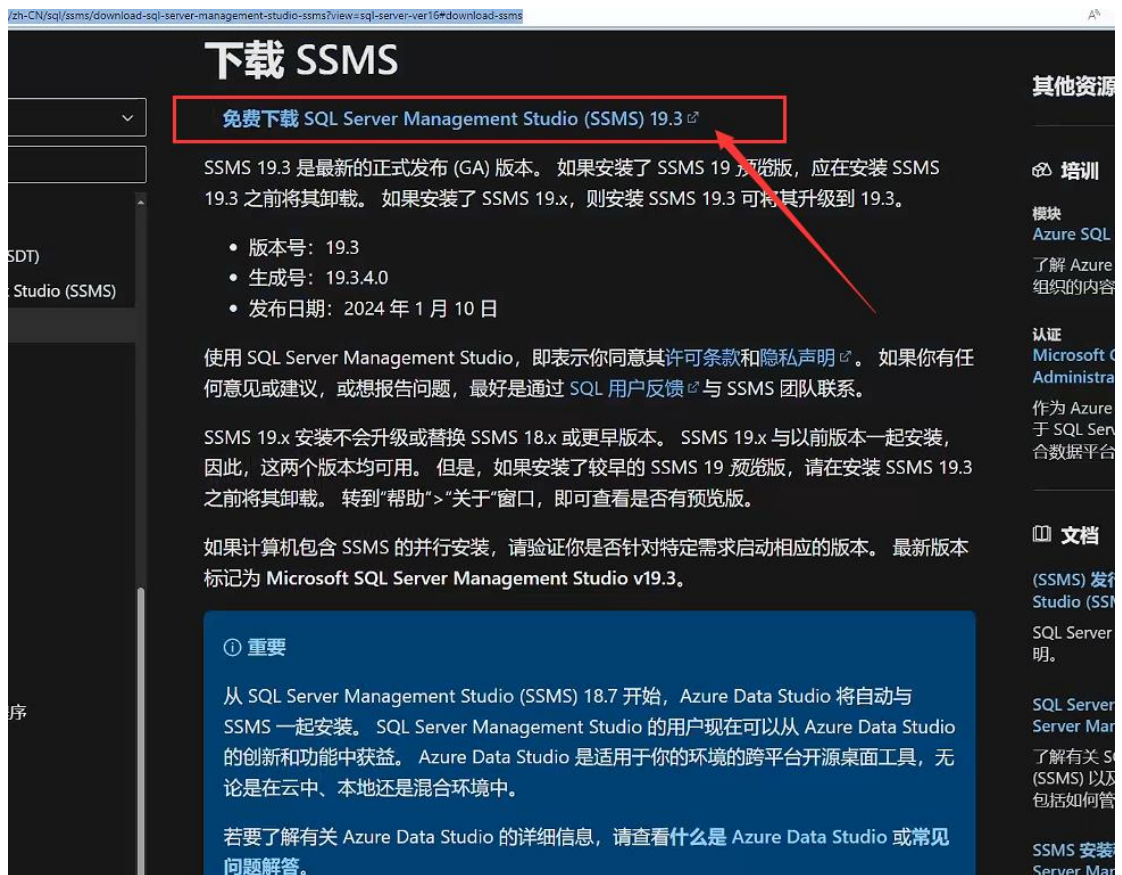 /zh-CN/sql/ssms/download-sql-server-management-studio-ssms?view=sql-server-ver16#download-ssms
下载 SSMS
免费下载 SQL Server Management Studio (SSMS) 19.3
SSMS 19.3 是最新的正式发布 (GA) 版本。 如果安装了 SSMS 19 预览版，应在安装 SSMS
19.3 之前将其卸载。 如果安装了 SSMS 19.x，则安装 SSMS 19.3 可将其升级到 19.3。
• 版本号：19.3
• 生成号：19.3.4.0
• 发布日期：2024 年 1 月 10 日
使用 SQL Server Management Studio，即表示你同意其许可条款和隐私声明。 如果你有任
何意见或建议，或想报告问题，最好是通过 SQL 用户反馈与 SSMS 团队联系。
SSMS 19.x 安装不会升级或替换 SSMS 18.x 或更早版本。 SSMS 19.x 与以前版本一起安装，
因此，这两个版本均可用。 但是，如果安装了较早的 SSMS 19 预览版，请在安装 SSMS 19.3
之前将其卸载。 转到“帮助”>“关于”窗口，即可查看是否有预览版。
如果计算机包含 SSMS 的并行安装，请验证你是否针对特定需求启动相应的版本。 最新版本
标记为 Microsoft SQL Server Management Studio v19.3。
重要
从 SQL Server Management Studio (SSMS) 18.7 开始，Azure Data Studio 将自动与
SSMS 一起安装。 SQL Server Management Studio 的用户现在可以从 Azure Data Studio
的创新和功能中获益。 Azure Data Studio 是适用于你的环境的跨平台开源桌面工具，无
论是在云中、本地还是混合环境中。
若要了解有关 Azure Data Studio 的详细信息，请查看什么是 Azure Data Studio 或常见
问题解答。
SDT)
Studio (SSMS)
序
其他资源
培训
模块
Azure SQL
了解 Azure
组织的内容
认证
Microsoft
Administra
作为 Azure
于 SQL Serv
合数据平台
文档
(SSMS) 发行
Studio (SSM
SQL Server
明。
SQL Server
Server Mar
了解有关 S
(SSMS) 以及
包括如何管
SSMS 安装
Server Mar